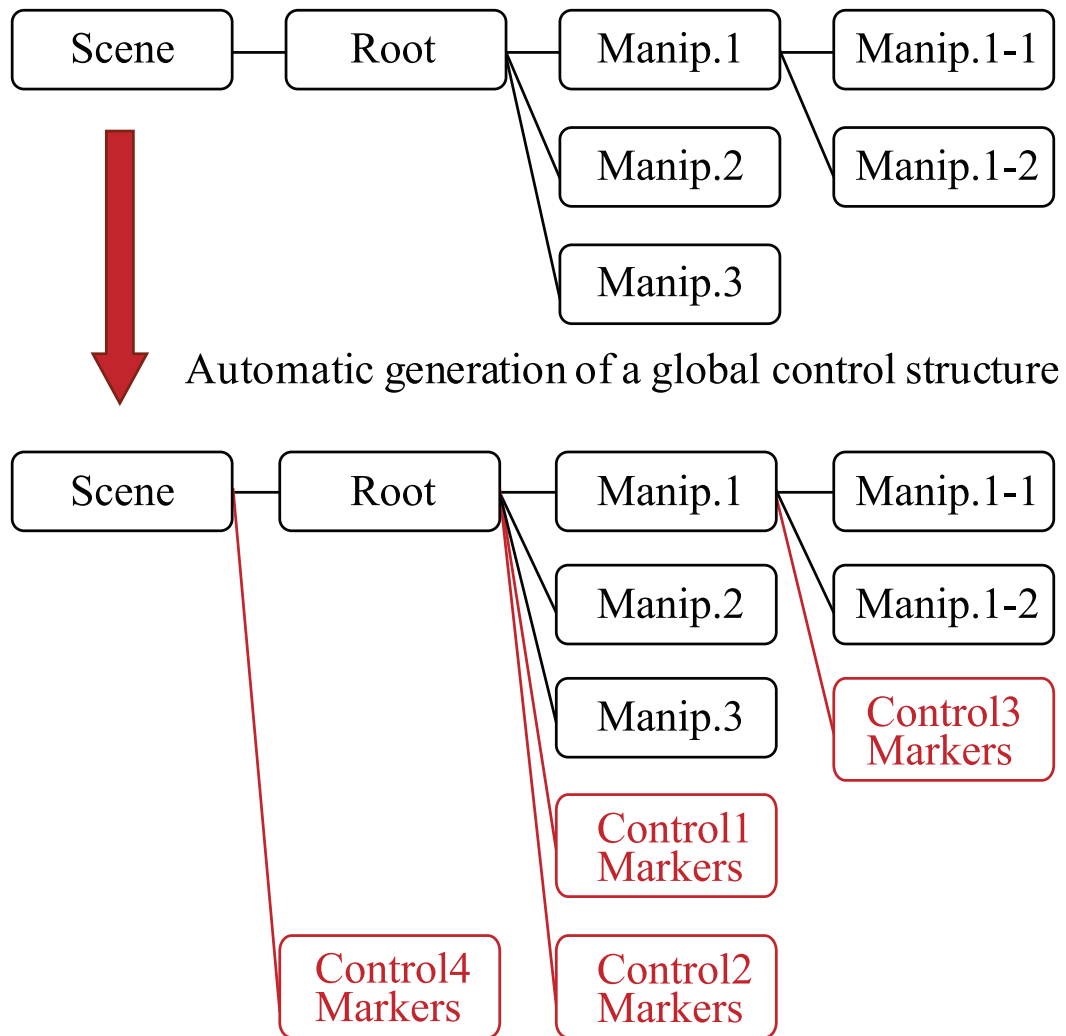 Scene
Root
Manip.1
Manip.1-1
Manip.2
Manip.1-2
Manip.3
Automatic generation of a global control structure
Scene
Root
Manip.1
Manip.1-1
Manip.2
Manip.1-2
Manip.3
Control3
Markers
Control1
Markers
Control4
Markers
Control2
Markers